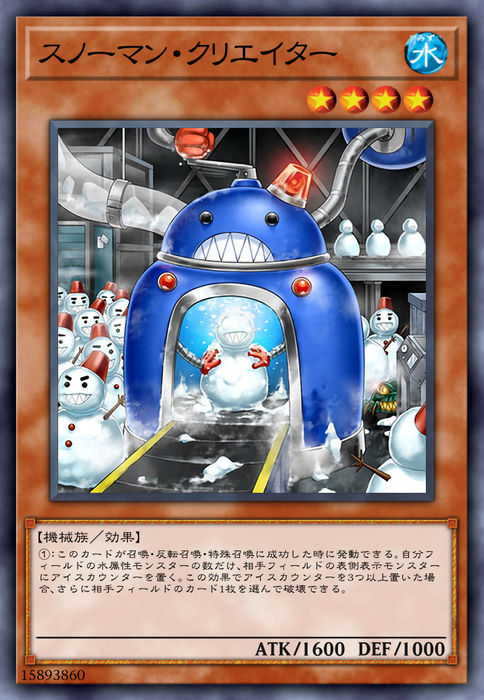 スノーマン・クリエイター
みず
水
【機械族／効果】
①：このカードが召喚・反転召喚・特殊召喚に成功した時に発動できる。自分フ
ィールドの水属性モンスターの数だけ、相手フィールドの表側表示モンスター
にアイスカウンターを置く。この効果でアイスカウンターを3つ以上置いた場
合、さらに相手フィールドのカード1枚を選んで破壊できる。
ATK/1600 DEF/1000
15893860